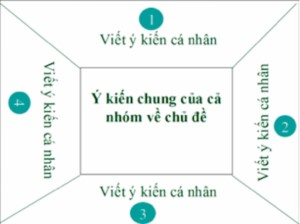 1
Viết ý kiến cá nhân
4
Viết ý kiến cá nhân
Ý kiến chung của cả
nhóm về chủ đề
Viết ý kiến cá nhân
2
Viết ý kiến cá nhân
3